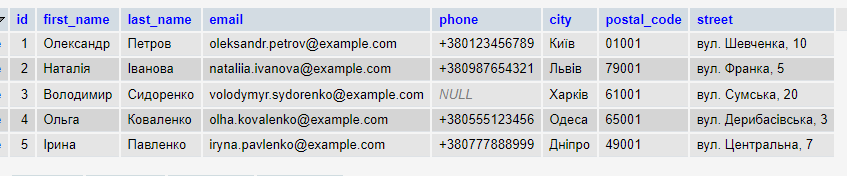 id first_name last_name email phone city postal_code street
1 Олександр Петров oleksandr.petrov@example.com +380123456789 Київ 01001 вул. Шевченка, 10
2 Наталія Іванова nataliia.ivanova@example.com +380987654321 Львів 79001 вул. Франка, 5
3 Володимир Сидоренко volodymyr.sydorenko@example.com NULL Харків 61001 вул. Сумська, 20
4 Ольга Коваленко olha.kovalenko@example.com +380555123456 Одеса 65001 вул. Дерибасівська, 3
5 Ірина Павленко iryna.pavlenko@example.com +380777888999 Дніпро 49001 вул. Центральна, 7